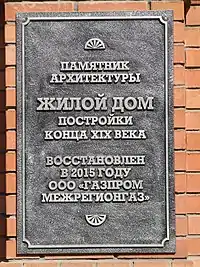 ПАМЯТНИК
АРХИТЕКТУРЫ
ЖИЛОЙ ДОМ
ПОСТРОЙКИ
КОНЦА XIX ВЕКА
ВОССТАНОВЛЕН
В 2015 ГОДУ
ООО «ГАЗПРОМ
МЕЖРЕГИОНГАЗ»